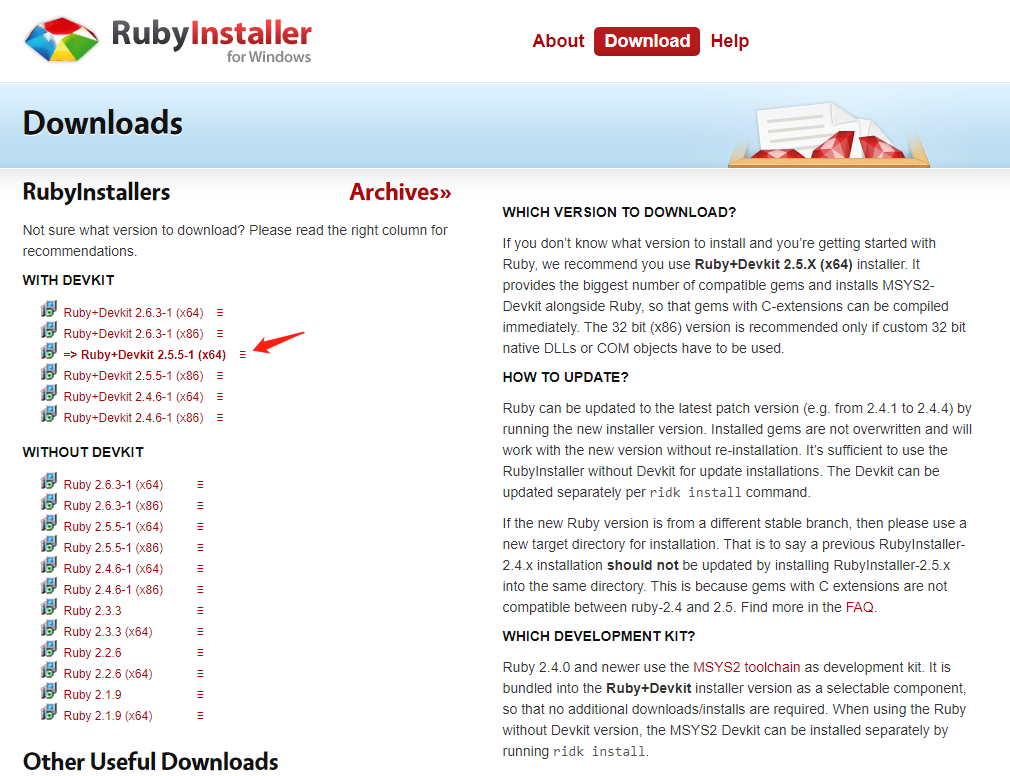 RubyInstaller
for Windows
About Download Help
Downloads
RubyInstallers Archives»
Not sure what version to download? Please read the right column for
recommendations.
WITH DEVKIT
Ruby+Devkit 2.6.3-1 (x64) ≡
Ruby+Devkit 2.6.3-1 (x86) ≡
=> Ruby+Devkit 2.5.5-1 (x64) ≡
Ruby+Devkit 2.5.5-1 (x86) ≡
Ruby+Devkit 2.4.6-1 (x64) ≡
Ruby+Devkit 2.4.6-1 (x86) ≡
WITHOUT DEVKIT
Ruby 2.6.3-1 (x64) ≡
Ruby 2.6.3-1 (x86) ≡
Ruby 2.5.5-1 (x64) ≡
Ruby 2.5.5-1 (x86) ≡
Ruby 2.4.6-1 (x64) ≡
Ruby 2.4.6-1 (x86) ≡
Ruby 2.3.3 ≡
Ruby 2.3.3 (x64) ≡
Ruby 2.2.6 ≡
Ruby 2.2.6 (x64) ≡
Ruby 2.1.9 ≡
Ruby 2.1.9 (x64) ≡
Other Useful Downloads
WHICH VERSION TO DOWNLOAD?
If you don’t know what version to install and you’re getting started with
Ruby, we recommend you use Ruby+Devkit 2.5.X (x64) installer. It
provides the biggest number of compatible gems and installs MSYS2-
Devkit alongside Ruby, so that gems with C-extensions can be compiled
immediately. The 32 bit (x86) version is recommended only if custom 32 bit
native DLLs or COM objects have to be used.
HOW TO UPDATE?
Ruby can be updated to the latest patch version (e.g. from 2.4.1 to 2.4.4) by
running the new installer version. Installed gems are not overwritten and will
work with the new version without re-installation. It’s sufficient to use the
RubyInstaller without Devkit for update installations. The Devkit can be
updated separately per ridk install command.
If the new Ruby version is from a different stable branch, then please use a
new target directory for installation. That is to say a previous RubyInstaller-
2.4.x installation should not be updated by installing RubyInstaller-2.5.x
into the same directory. This is because gems with C extensions are not
compatible between ruby-2.4 and 2.5. Find more in the FAQ.
WHICH DEVELOPMENT KIT?
Ruby 2.4.0 and newer use the MSYS2 toolchain as development kit. It is
bundled into the Ruby+Devkit installer version as a selectable component,
so that no additional downloads/installs are required. When using the Ruby
without Devkit version, the MSYS2 Devkit can be installed separately by
running ridk install.